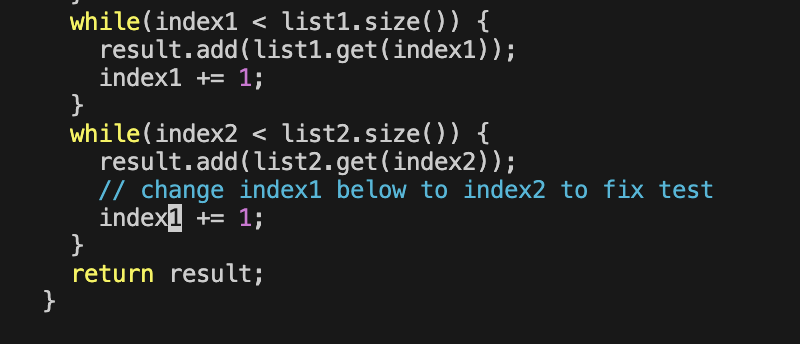 }
while(index1 < list1.size()) {
result.add(list1.get(index1));
index1 += 1;
}
while(index2 < list2.size()) {
result.add(list2.get(index2));
// change index1 below to index2 to fix test
index1 += 1;
}
return result;
}